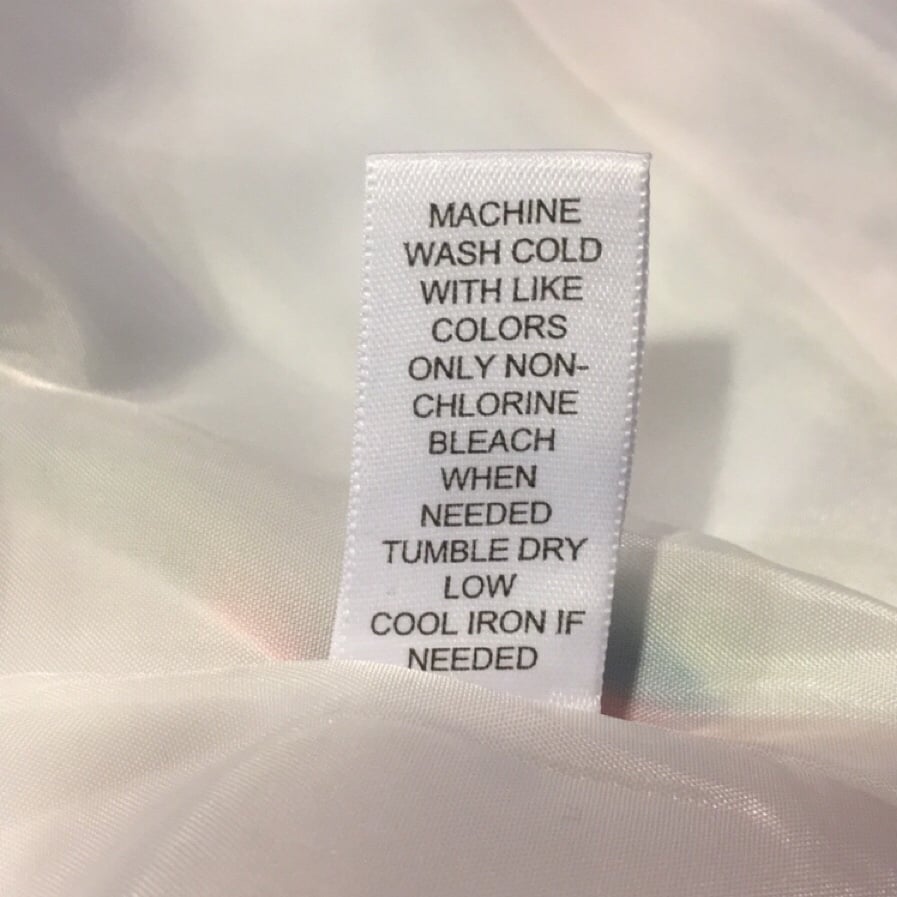 MACHINE
WASH COLD
WITH LIKE
COLORS
ONLY NON-
CHLORINE
BLEACH
WHEN
NEEDED
TUMBLE DRY
LOW
COOL IRON IF
NEEDED